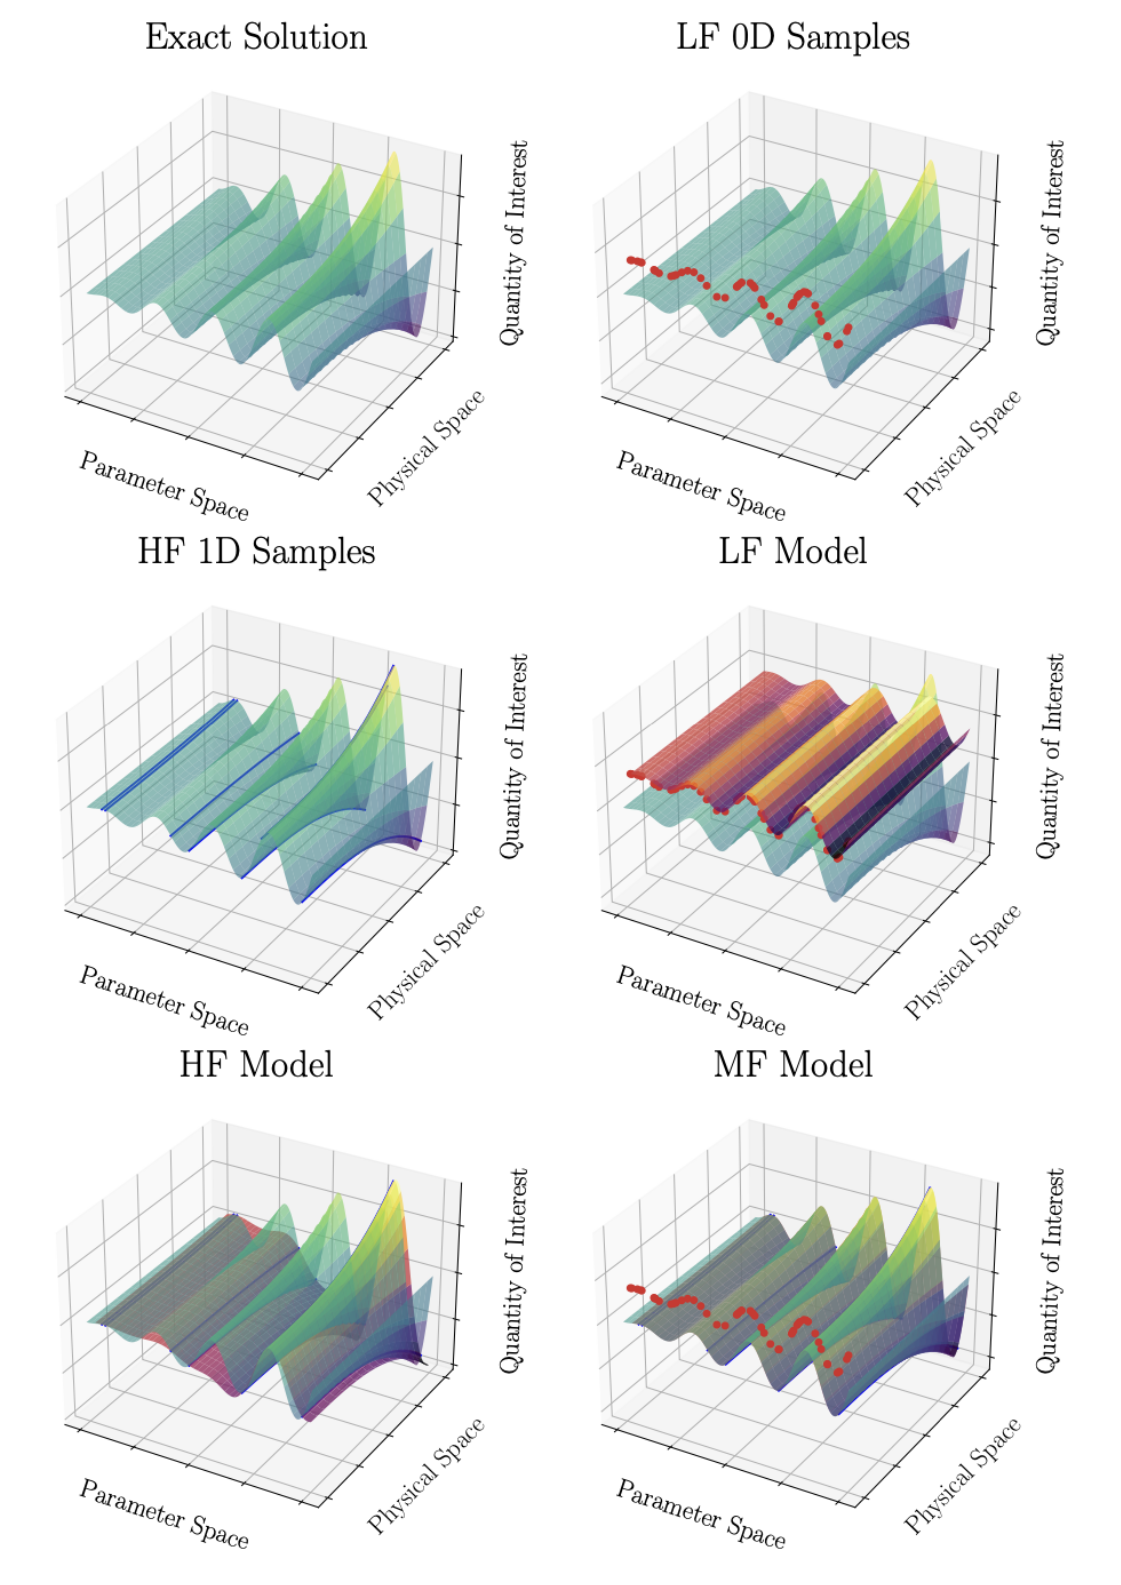 Exact Solution
LF 0D Samples
Quantity of Interest
Physical Space
Parameter Space
Quantity of Interest
Physical Space
Parameter Space
HF 1D Samples
LF Model
Quantity of Interest
Physical Space
Parameter Space
Quantity of Interest
Physical Space
Parameter Space
HF Model
MF Model
Quantity of Interest
Physical Space
Parameter Space
Quantity of Interest
Physical Space
Parameter Space